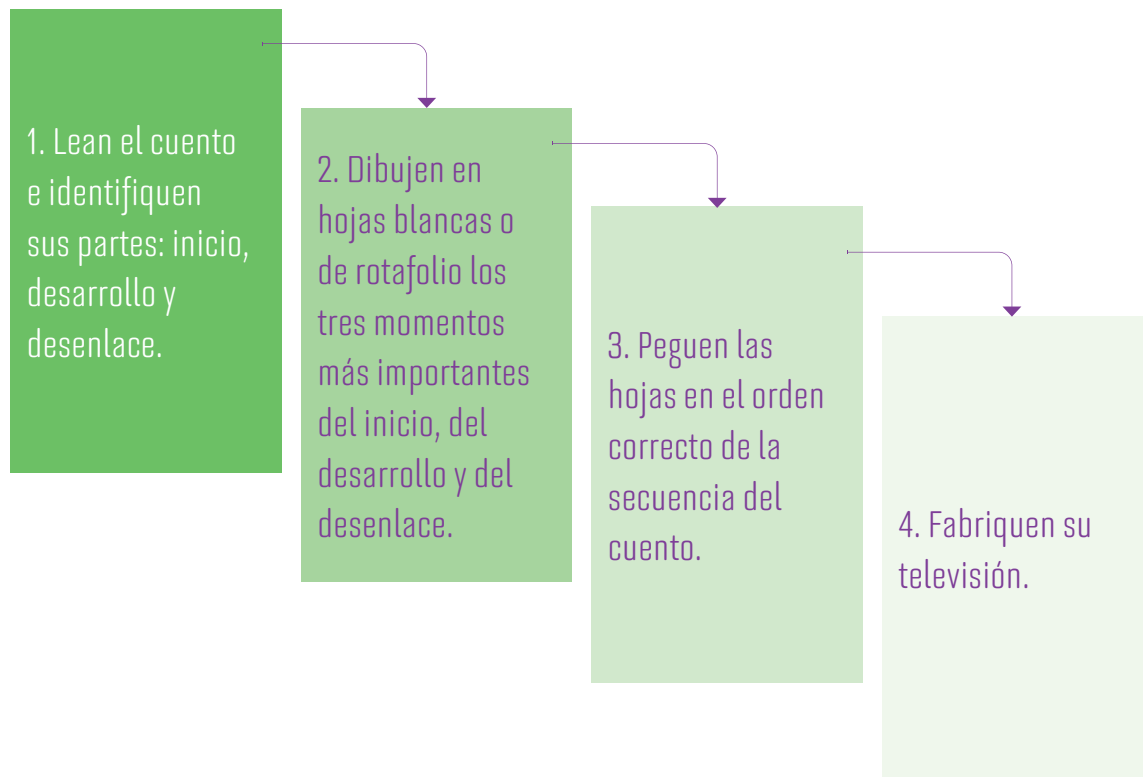 1. Lean el cuento
e identifiquen
sus partes: inicio,
desarrollo y
desenlace.
2. Dibujen en
hojas blancas o
de rotafolio los
tres momentos
más importantes
del inicio, del
desarrollo y del
desenlace.
3. Peguen las
hojas en el orden
correcto de la
secuencia del
cuento.
4. Fabriquen su
televisión.